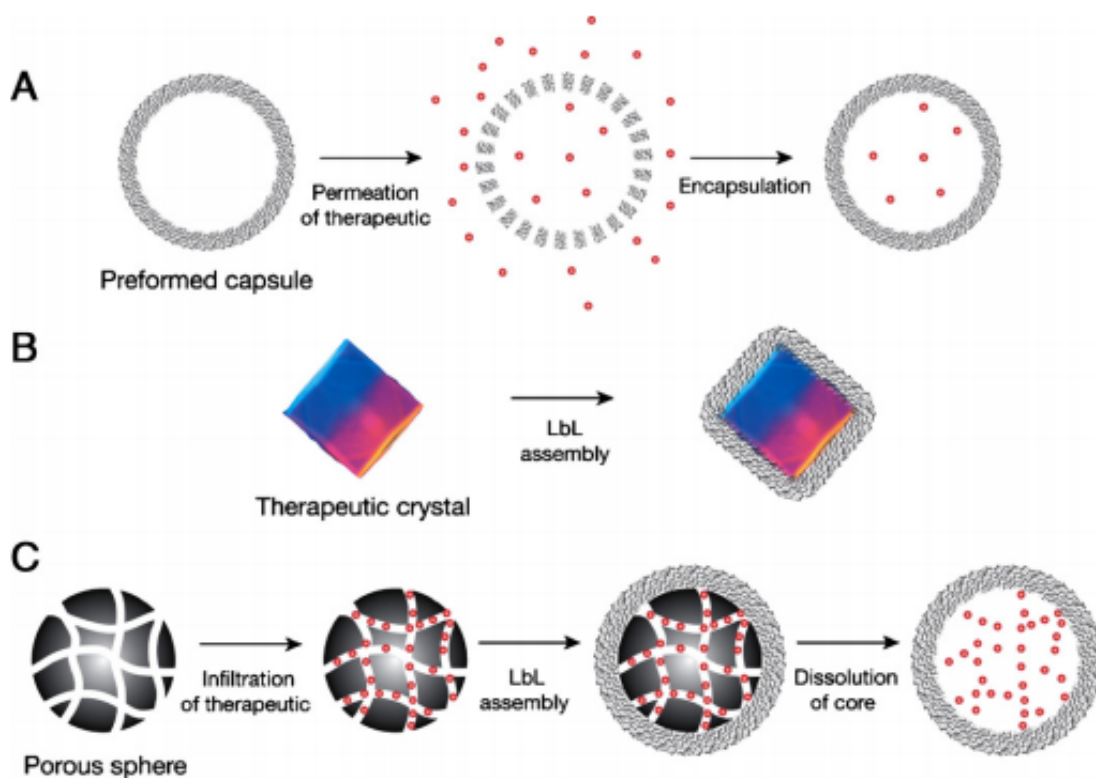 A
Permeation
of therapeutic
Encapsulation
Preformed capsule
B
LbL
assembly
Therapeutic crystal
C
Infiltration
of therapeutic
LbL
assembly
Dissolution
of core
Porous sphere